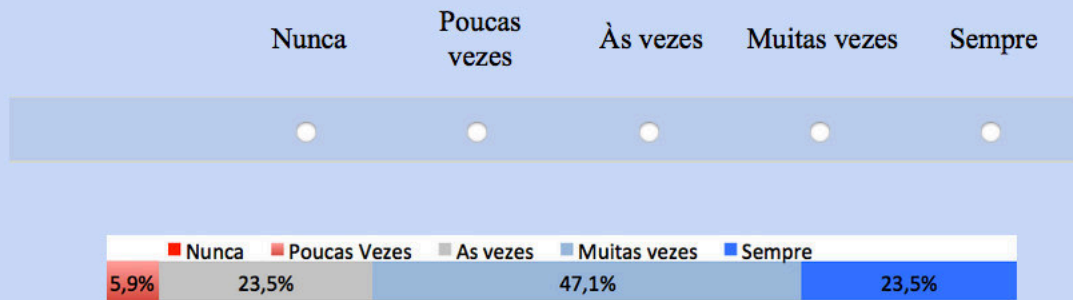 Nunca Poucas vezes Às vezes Muitas vezes Sempre
Nunca Poucas Vezes As vezes Muitas vezes Sempre
5,9% 23,5% 47,1% 23,5%